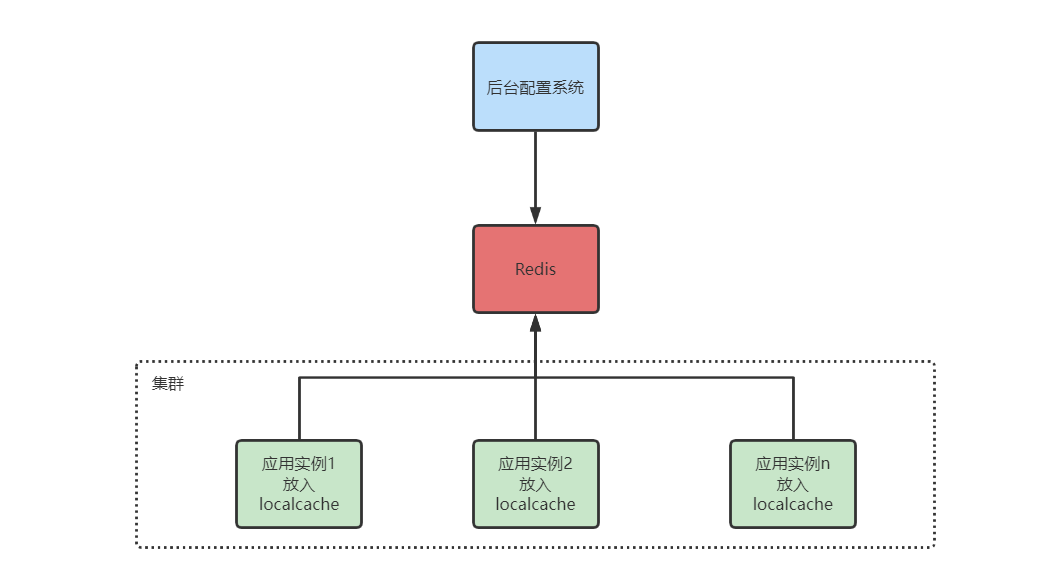 后台配置系统
Redis
集群
应用实例1
放入
localcache
应用实例2
放入
localcache
应用实例n
放入
localcache